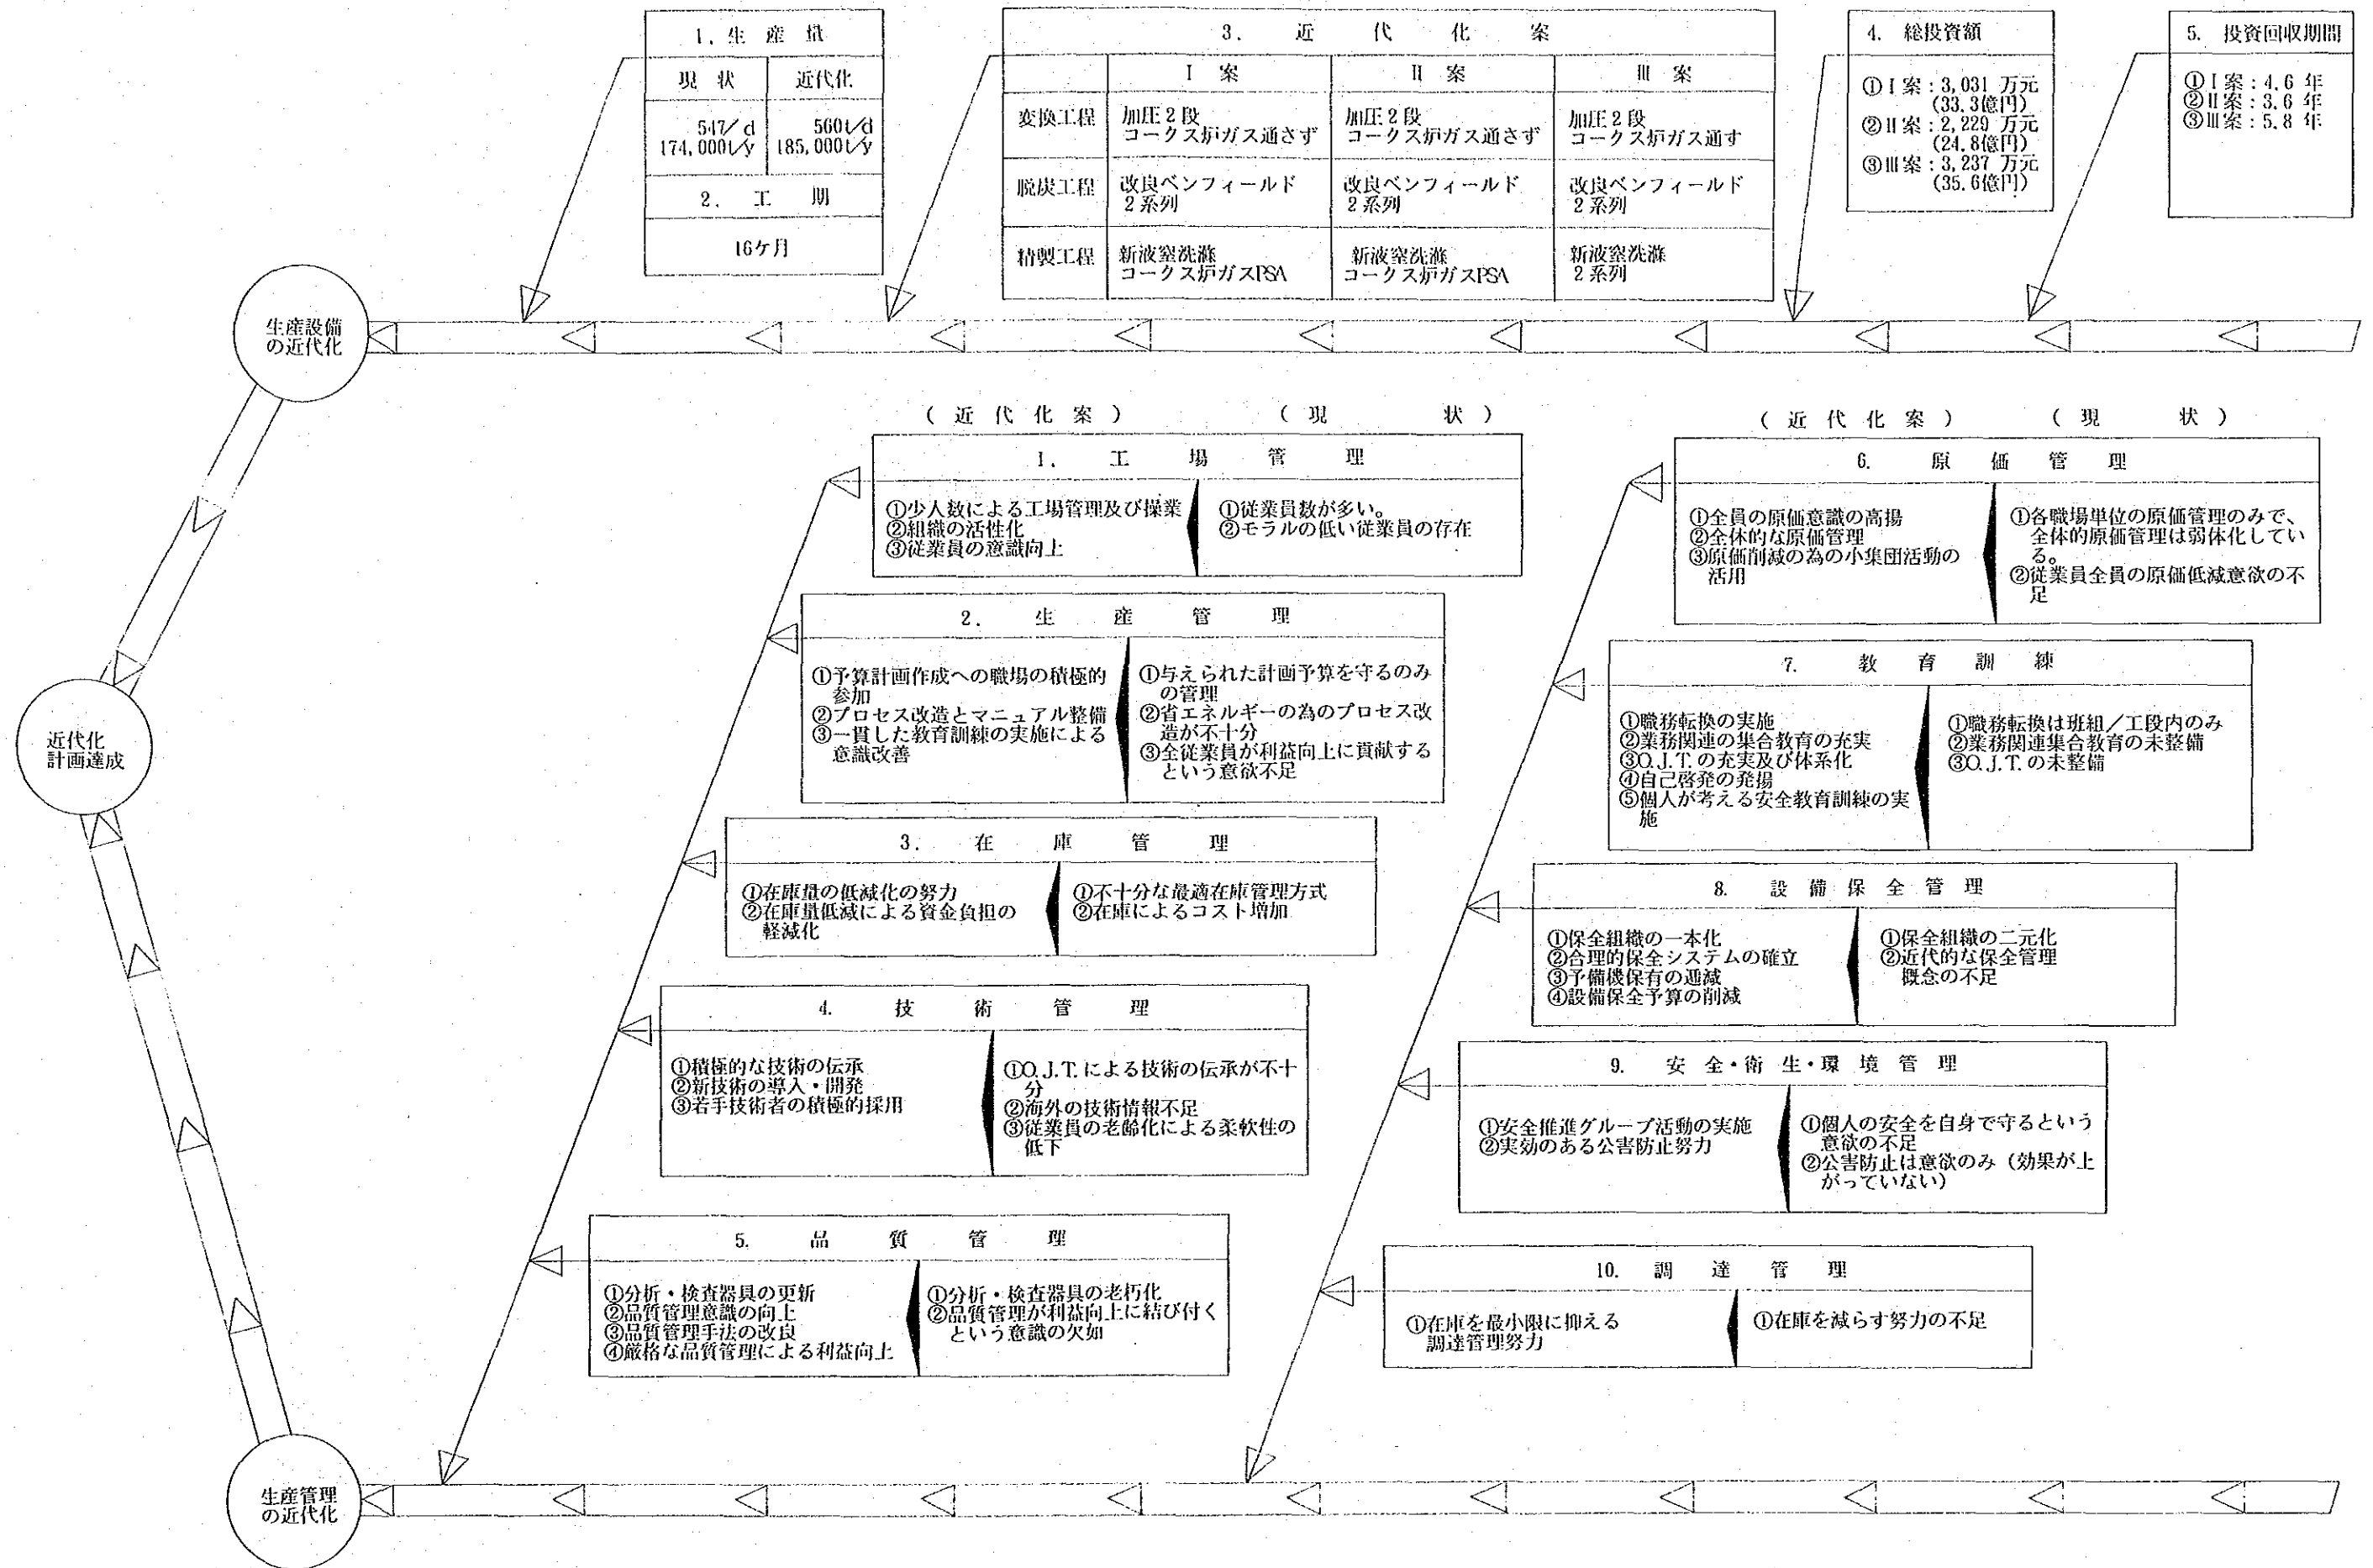 1. 生産量
現状 近代化
547/d 560t/d
174,000t/y 185,000t/y
2. 工期
16ケ月
3. 近代化案
I案 II案 III案
変換工程 加圧2段 加圧2段 加圧2段
コークス炉ガス通さず コークス炉ガス通さず コークス炉ガス通す
脱炭工程 改良ベンフィールド 改良ベンフィールド 改良ベンフィールド
2系列 2系列 2系列
精製工程 新液窒洗滌 新液窒洗滌 新液窒洗滌
コークス炉ガスPSA コークス炉ガスPSA 2系列
4. 総投資額
①I案:3,031 万元
(33.3億円)
②II案:2,229 万元
(24.8億円)
③III案:3,237 万元
(35.6億円)
5. 投資回収期間
①I案:4.6 年
②II案:3.6 年
③III案:5.8 年
生産設備
の近代化
近代化
計画達成
生産管理
の近代化
(近代化案) (現状)
1. 工場管理
①少人数による工場管理及び操業
②組織の活性化
③従業員の意識向上
①従業員数が多い。
②モラルの低い従業員の存在
2. 生産管理
①予算計画作成への職場の積極的
参加
②プロセス改造とマニュアル整備
③一貫した教育訓練の実施による
意識改善
①与えられた計画予算を守るのみ
の管理
②省エネルギーの為のプロセス改
造が不十分
③全従業員が利益向上に貢献する
という意欲不足
3. 在庫管理
①在庫量の低減化の努力
②在庫量低減による資金負担の
軽減化
①不十分な最適在庫管理方式
②在庫によるコスト増加
4. 技術管理
①積極的な技術の伝承
②新技術の導入・開発
③若手技術者の積極的採用
①O.J.T.による技術の伝承が不十
分
②海外の技術情報不足
③従業員の老齢化による柔軟性の
低下
5. 品質管理
①分析・検査器具の更新
②品質管理意識の向上
③品質管理手法の改良
④厳格な品質管理による利益向上
①分析・検査器具の老朽化
②品質管理が利益向上に結び付く
という意識の欠如
(近代化案) (現状)
6. 原価管理
①全員の原価意識の高揚
②全体的な原価管理
③原価削減の為の小集団活動の
活用
①各職場単位の原価管理のみで、
全体的原価管理は弱体化してい
る。
②従業員全員の原価低減意欲の不
足
7. 教育訓練
①職務転換の実施
②業務関連の集合教育の充実
③O.J.T.の充実及び体系化
④自己啓発の発揚
⑤個人が考える安全教育訓練の実
施
①職務転換は班組/工段内のみ
②業務関連集合教育の未整備
③O.J.T.の未整備
8. 設備保全管理
①保全組織の一本化
②合理的保全システムの確立
③予備機保有の逓減
④設備保全予算の削減
①保全組織の二元化
②近代的な保全管理
概念の不足
9. 安全・衛生・環境管理
①安全推進グループ活動の実施
②実効のある公害防止努力
①個人の安全を自身で守るという
意欲の不足
②公害防止は意欲のみ(効果が上
がっていない)
10. 調達管理
①在庫を最小限に抑える
調達管理努力
①在庫を減らす努力の不足